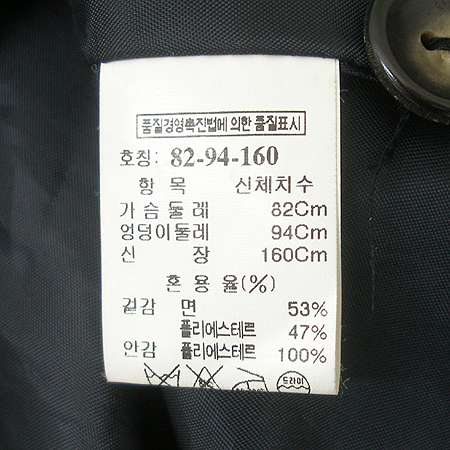 품질경영촉진법에 의한 품질표시
호칭: 82-94-160
항 목 신체치수
가슴둘레 82Cm
엉덩이둘레 94Cm
신 장 160Cm
혼 용 율(%)
겉감 면 53%
폴리에스테르 47%
안감 폴리에스테르 100%
드라이